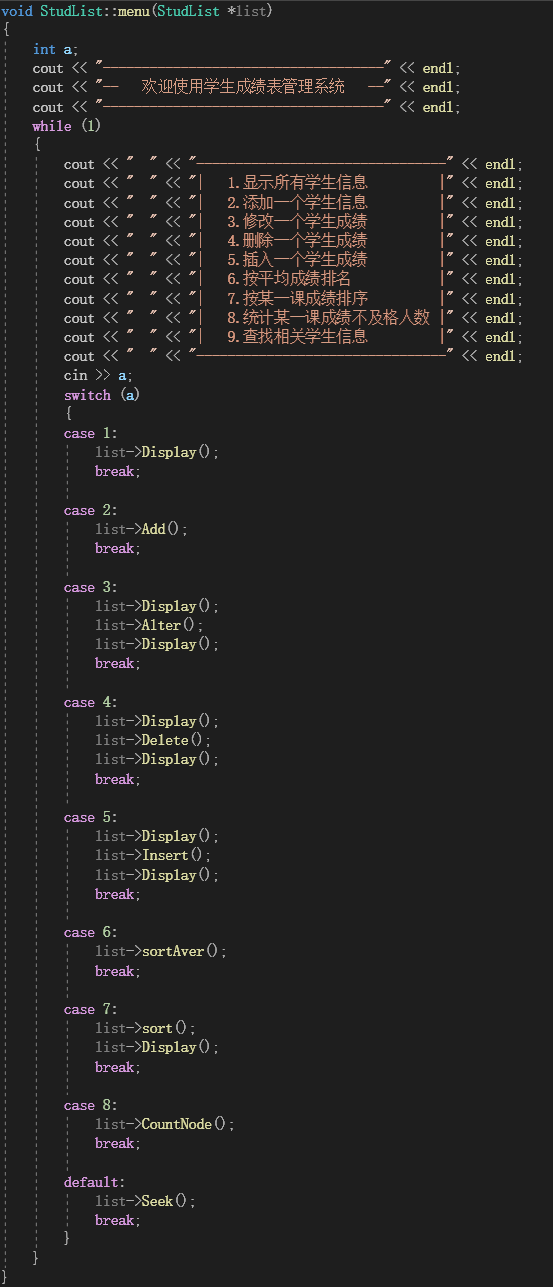 void StudList::menu(StudList *list)
{
    int a;
    cout << "------------------------------------" << endl;
    cout << "--   欢迎使用学生成绩表管理系统   --" << endl;
    cout << "------------------------------------" << endl;
    while (1)
    {
        cout << "  " << "--------------------------------" << endl;
        cout << "  " << "|   1.显示所有学生信息         |" << endl;
        cout << "  " << "|   2.添加一个学生信息         |" << endl;
        cout << "  " << "|   3.修改一个学生成绩         |" << endl;
        cout << "  " << "|   4.删除一个学生成绩         |" << endl;
        cout << "  " << "|   5.插入一个学生成绩         |" << endl;
        cout << "  " << "|   6.按平均成绩排名           |" << endl;
        cout << "  " << "|   7.按某一课成绩排序         |" << endl;
        cout << "  " << "|   8.统计某一课成绩不及格人数 |" << endl;
        cout << "  " << "|   9.查找相关学生信息         |" << endl;
        cout << "  " << "--------------------------------" << endl;
        cin >> a;
        switch (a)
        {
        case 1:
            list->Display();
            break;
        case 2:
            list->Add();
            break;
        case 3:
            list->Display();
            list->Alter();
            list->Display();
            break;
        case 4:
            list->Display();
            list->Delete();
            list->Display();
            break;
        case 5:
            list->Display();
            list->Insert();
            list->Display();
            break;
        case 6:
            list->sortAver();
            break;
        case 7:
            list->sort();
            list->Display();
            break;
        case 8:
            list->CountNode();
            break;
        default:
            list->Seek();
            break;
        }
    }
}